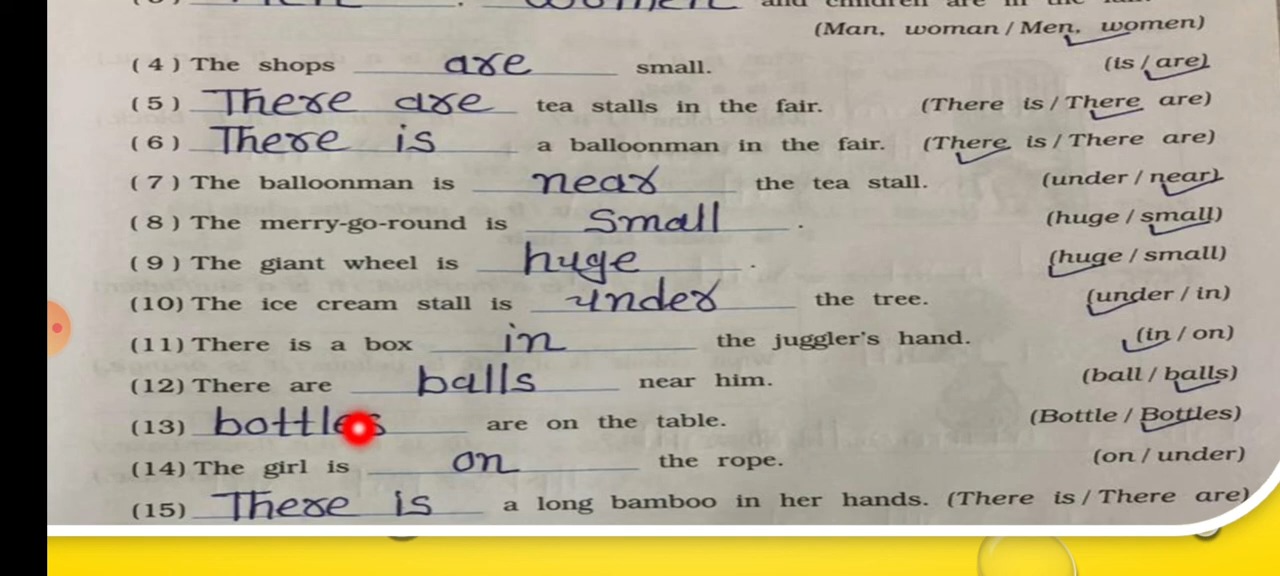 women and children are in the
(Man, woman / Men, women)
(4) The shops are small. (is / are)
(5) There are tea stalls in the fair. (There is / There are)
(6) There is a balloonman in the fair. (There is / There are)
(7) The balloonman is near the tea stall. (under / near)
(8) The merry-go-round is small. (huge / small)
(9) The giant wheel is huge. (huge / small)
(10) The ice cream stall is under the tree. (under / in)
(11) There is a box in the juggler's hand. (in / on)
(12) There are balls near him. (ball / balls)
(13) bottles are on the table. (Bottle / Bottles)
(14) The girl is on the rope. (on / under)
(15) There is a long bamboo in her hands. (There is / There are)